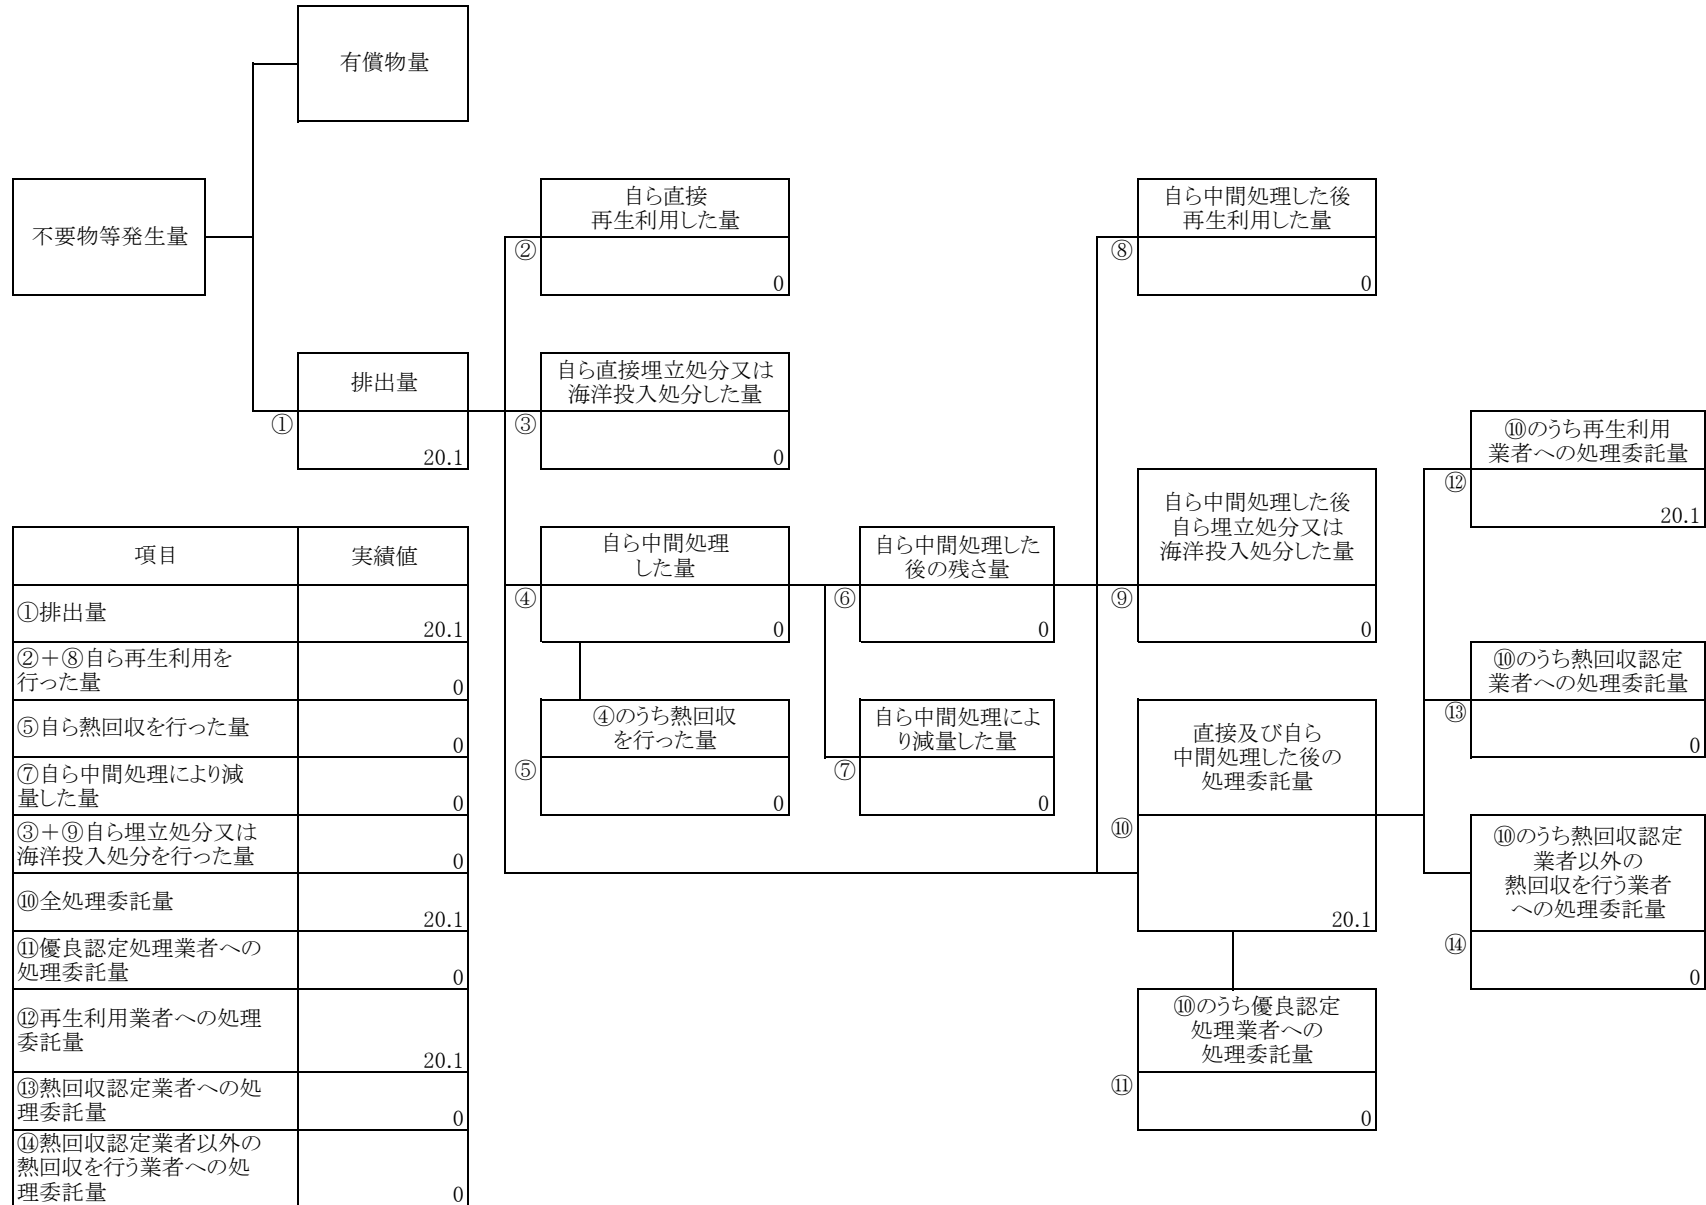 有償物量
不要物等発生量
自ら直接
再生利用した量
②
0
自ら中間処理した後
再生利用した量
⑧
0
排出量
①
20.1
自ら直接埋立処分又は
海洋投入処分した量
③
0
⑩のうち再生利用
業者への処理委託量
⑫
20.1
自ら中間処理
した量
④
0
自ら中間処理した
後の残さ量
⑥
0
自ら中間処理した後
自ら埋立処分又は
海洋投入処分した量
⑨
0
⑩のうち熱回収認定
業者への処理委託量
⑬
0
④のうち熱回収
を行った量
⑤
0
自ら中間処理によ
り減量した量
⑦
0
直接及び自ら
中間処理した後の
処理委託量
⑩
20.1
⑩のうち熱回収認定
業者以外の
熱回収を行う業者
への処理委託量
⑭
0
⑩のうち優良認定
処理業者への
処理委託量
⑪
0
項目 実績値
①排出量
20.1
②+⑧自ら再生利用を
行った量
0
⑤自ら熱回収を行った量
0
⑦自ら中間処理により減
量した量
0
③+⑨自ら埋立処分又は
海洋投入処分を行った量
0
⑩全処理委託量
20.1
⑪優良認定処理業者への
処理委託量
0
⑫再生利用業者への処理
委託量
20.1
⑬熱回収認定業者への処
理委託量
0
⑭熱回収認定業者以外の
熱回収を行う業者への処
理委託量
0